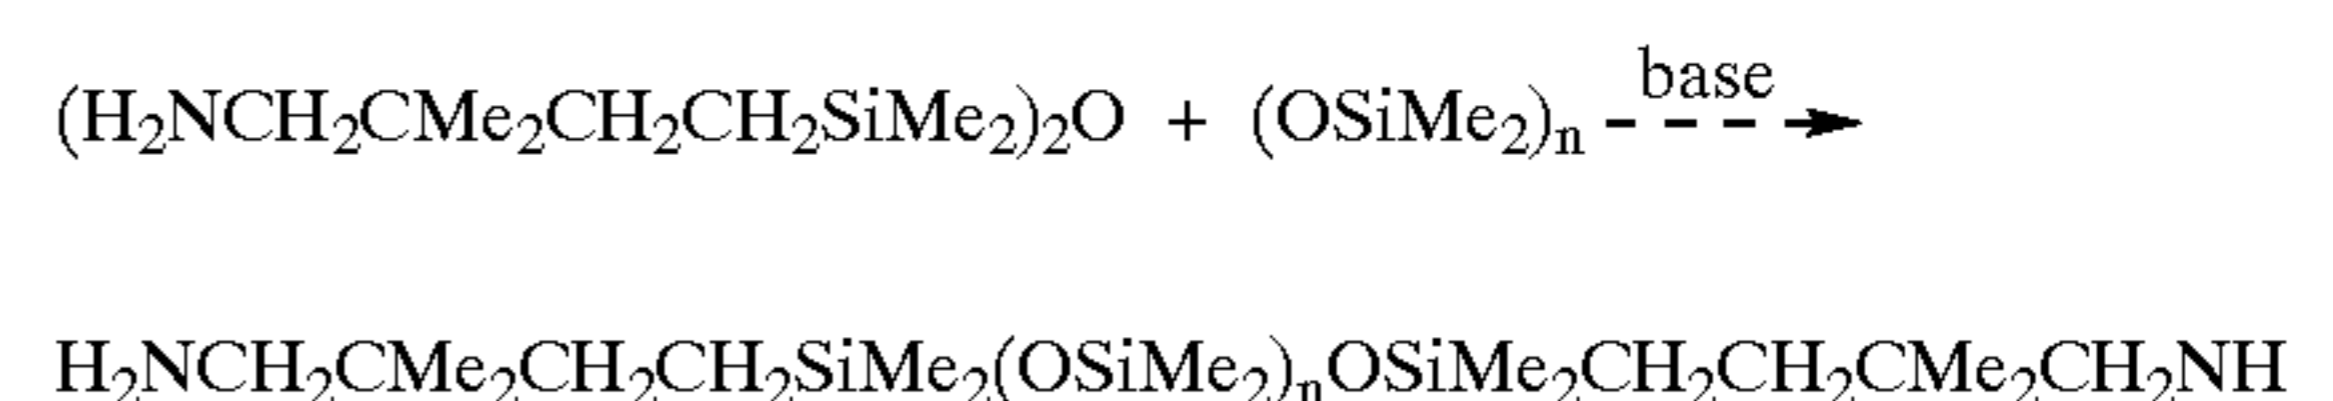 base
(H₂NCH₂CMe₂CH₂CH₂SiMe₂)₂O + (OSiMe₂)ₙ
H₂NCH₂CMe₂CH₂CH₂SiMe₂(OSiMe₂)ₙOSiMe₂CH₂CH₂CMe₂CH₂NH